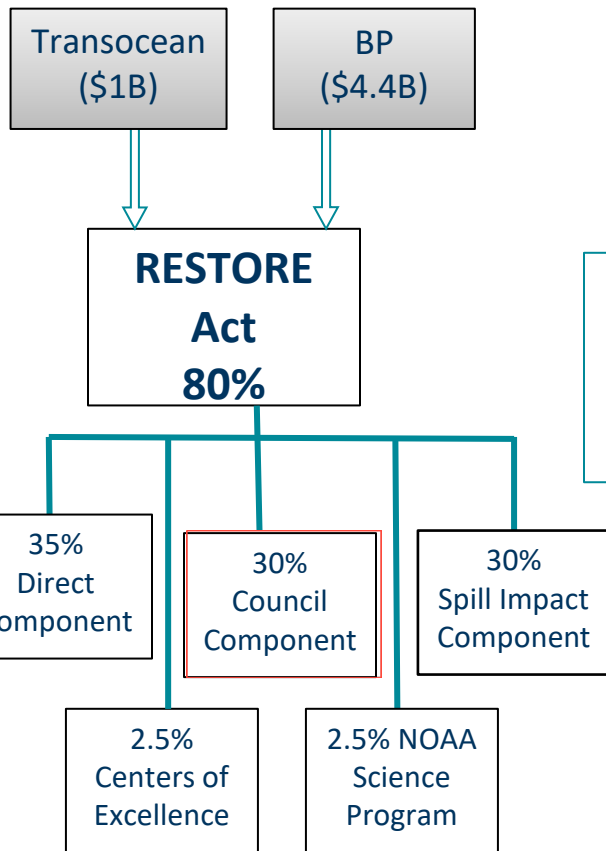 Transocean
($1B)
BP
($4.4B)
RESTORE
Act
80%
35%
Direct
omponent
30%
Council
Component
30%
Spill Impact
Component
2.5%
Centers of
Excellence
2.5% NOAA
Science
Program